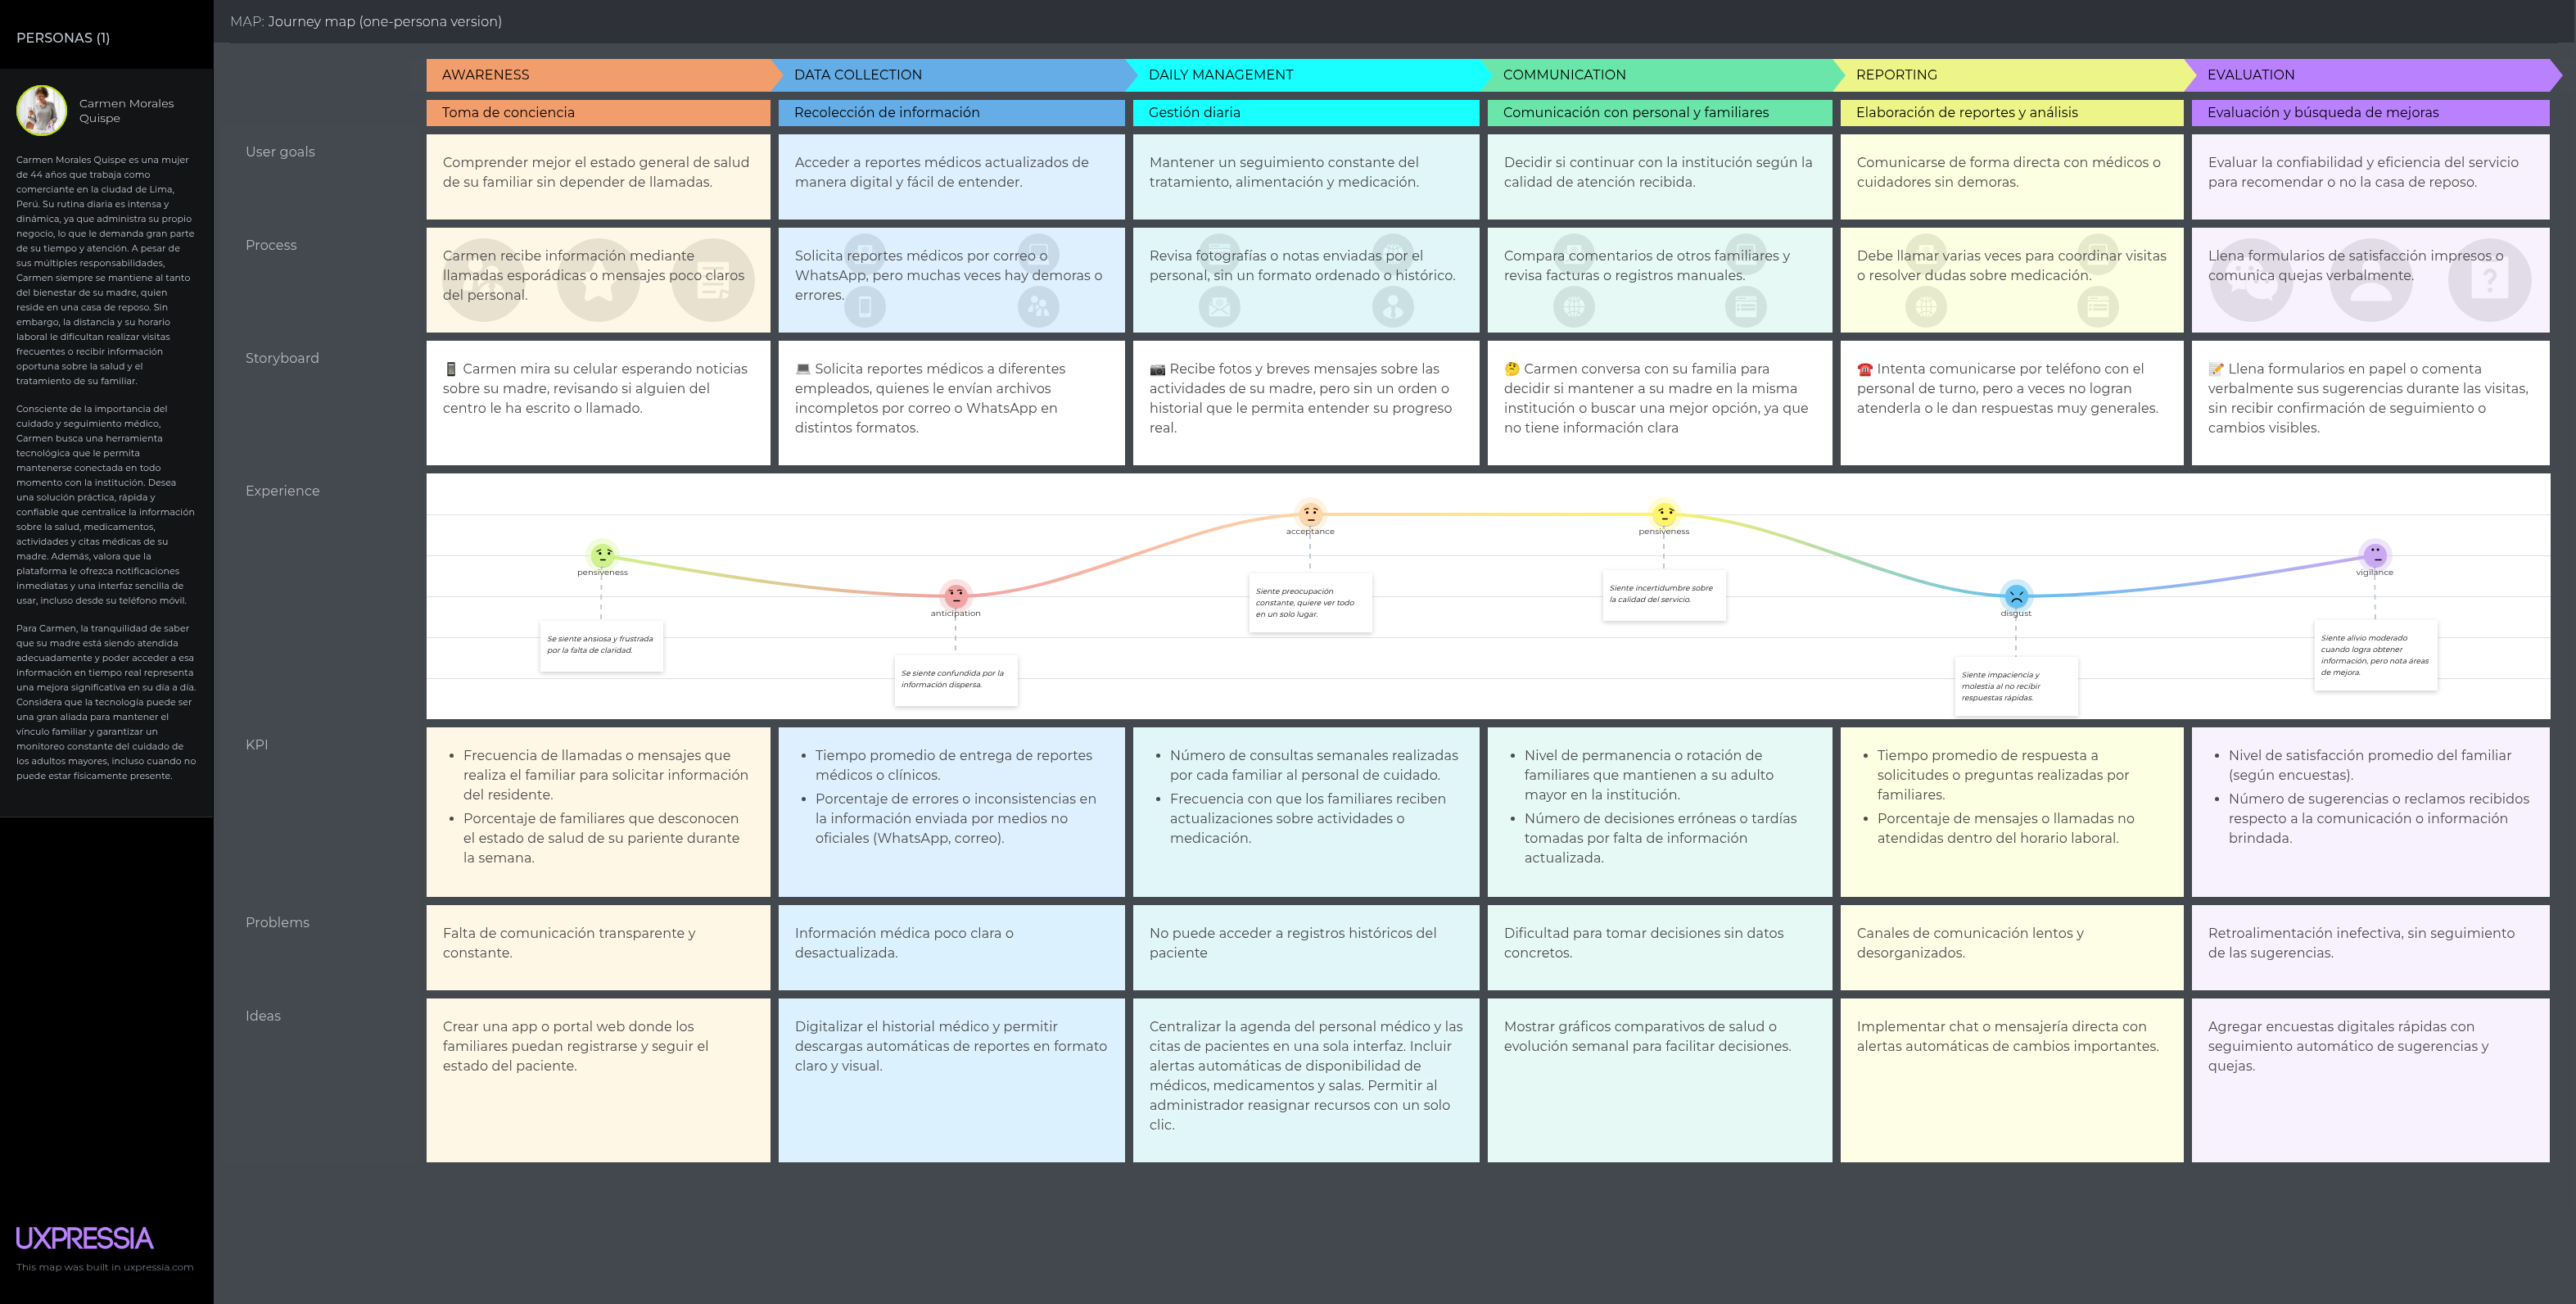 PERSONAS (1)
Carmen Morales
Quispe
Carmen Morales Quispe es una mujer
de 44 años que trabaja como
comerciante en la ciudad de Lima,
Perú. Su rutina diaria es intensa y
dinámica, ya que administra su propio
negocio, lo que le demanda gran parte
de su tiempo y atención. A pesar de
sus múltiples responsabilidades,
Carmen siempre se mantiene al tanto
del bienestar de su madre, quien
reside en una casa de reposo. Sin
embargo, la distancia y su horario
laboral le dificultan realizar visitas
frecuentes o recibir información
oportuna sobre la salud y el
tratamiento de su familiar.
Consciente de la importancia del
cuidado y seguimiento médico,
Carmen busca una herramienta
tecnológica que le permita
mantenerse conectada en todo
momento con la institución. Desea
una solución práctica, rápida y
confiable que centralice la información
sobre la salud, medicamentos,
actividades y citas médicas de su
madre. Además, valora que la
plataforma le ofrezca notificaciones
inmediatas y una interfaz sencilla de
usar, incluso desde su teléfono móvil.
Para Carmen, la tranquilidad de saber
que su madre está siendo atendida
adecuadamente y poder acceder a esa
información en tiempo real representa
una mejora significativa en su día a día.
Considera que la tecnología puede ser
una gran aliada para mantener el
vínculo familiar y garantizar un
monitoreo constante del cuidado de
los adultos mayores, incluso cuando no
puede estar físicamente presente.
UXPRESSIA
This map was built in uxpressia.com
MAP: Journey map (one-persona version)
AWARENESS
DATA COLLECTION
DAILY MANAGEMENT
COMMUNICATION
REPORTING
EVALUATION
Toma de conciencia
Recolección de información
Gestión diaria
Comunicación con personal y familiares
Elaboración de reportes y análisis
Evaluación y búsqueda de mejoras
User goals
Comprender mejor el estado general de salud
de su familiar sin depender de llamadas.
Acceder a reportes médicos actualizados de
manera digital y fácil de entender.
Mantener un seguimiento constante del
tratamiento, alimentación y medicación.
Decidir si continuar con la institución según la
calidad de atención recibida.
Comunicarse de forma directa con médicos o
cuidadores sin demoras.
Evaluar la confiabilidad y eficiencia del servicio
para recomendar o no la casa de reposo.
Process
Carmen recibe información mediante
llamadas esporádicas o mensajes poco claros
del personal.
Solicita reportes médicos por correo o
WhatsApp, pero muchas veces hay demoras o
errores.
Revisa fotografías o notas enviadas por el
personal, sin un formato ordenado o histórico.
Compara comentarios de otros familiares y
revisa facturas o registros manuales.
Debe llamar varias veces para coordinar visitas
o resolver dudas sobre medicación.
Llena formularios de satisfacción impresos o
comunica quejas verbalmente.
Storyboard
📱 Carmen mira su celular esperando noticias
sobre su madre, revisando si alguien del
centro le ha escrito o llamado.
💻 Solicita reportes médicos a diferentes
empleados, quienes le envían archivos
incompletos por correo o WhatsApp en
distintos formatos.
📷 Recibe fotos y breves mensajes sobre las
actividades de su madre, pero sin un orden o
historial que le permita entender su progreso
real.
🤔 Carmen conversa con su familia para
decidir si mantener a su madre en la misma
institución o buscar una mejor opción, ya que
no tiene información clara
☎️ Intenta comunicarse por teléfono con el
personal de turno, pero a veces no logran
atenderla o le dan respuestas muy generales.
📝 Llena formularios en papel o comenta
verbalmente sus sugerencias durante las visitas,
sin recibir confirmación de seguimiento o
cambios visibles.
Experience
pensiveness
Se siente ansiosa y frustrada
por la falta de claridad.
anticipation
Se siente confundida por la
información dispersa.
acceptance
Siente preocupación
constante, quiere ver todo
en un solo lugar.
pensiveness
Siente incertidumbre sobre
la calidad del servicio.
disgust
Siente impaciencia y
molestia al no recibir
respuestas rápidas.
vigilance
Siente alivio moderado
cuando logra obtener
información, pero nota áreas
de mejora.
KPI
• Frecuencia de llamadas o mensajes que
realiza el familiar para solicitar información
del residente.
• Porcentaje de familiares que desconocen
el estado de salud de su pariente durante
la semana.
• Tiempo promedio de entrega de reportes
médicos o clínicos.
• Porcentaje de errores o inconsistencias en
la información enviada por medios no
oficiales (WhatsApp, correo).
• Número de consultas semanales realizadas
por cada familiar al personal de cuidado.
• Frecuencia con que los familiares reciben
actualizaciones sobre actividades o
medicación.
• Nivel de permanencia o rotación de
familiares que mantienen a su adulto
mayor en la institución.
• Número de decisiones erróneas o tardías
tomadas por falta de información
actualizada.
• Tiempo promedio de respuesta a
solicitudes o preguntas realizadas por
familiares.
• Porcentaje de mensajes o llamadas no
atendidas dentro del horario laboral.
• Nivel de satisfacción promedio del familiar
(según encuestas).
• Número de sugerencias o reclamos recibidos
respecto a la comunicación o información
brindada.
Problems
Falta de comunicación transparente y
constante.
Información médica poco clara o
desactualizada.
No puede acceder a registros históricos del
paciente
Dificultad para tomar decisiones sin datos
concretos.
Canales de comunicación lentos y
desorganizados.
Retroalimentación inefectiva, sin seguimiento
de las sugerencias.
Ideas
Crear una app o portal web donde los
familiares puedan registrarse y seguir el
estado del paciente.
Digitalizar el historial médico y permitir
descargas automáticas de reportes en formato
claro y visual.
Centralizar la agenda del personal médico y las
citas de pacientes en una sola interfaz. Incluir
alertas automáticas de disponibilidad de
médicos, medicamentos y salas. Permitir al
administrador reasignar recursos con un solo
clic.
Mostrar gráficos comparativos de salud o
evolución semanal para facilitar decisiones.
Implementar chat o mensajería directa con
alertas automáticas de cambios importantes.
Agregar encuestas digitales rápidas con
seguimiento automático de sugerencias y
quejas.